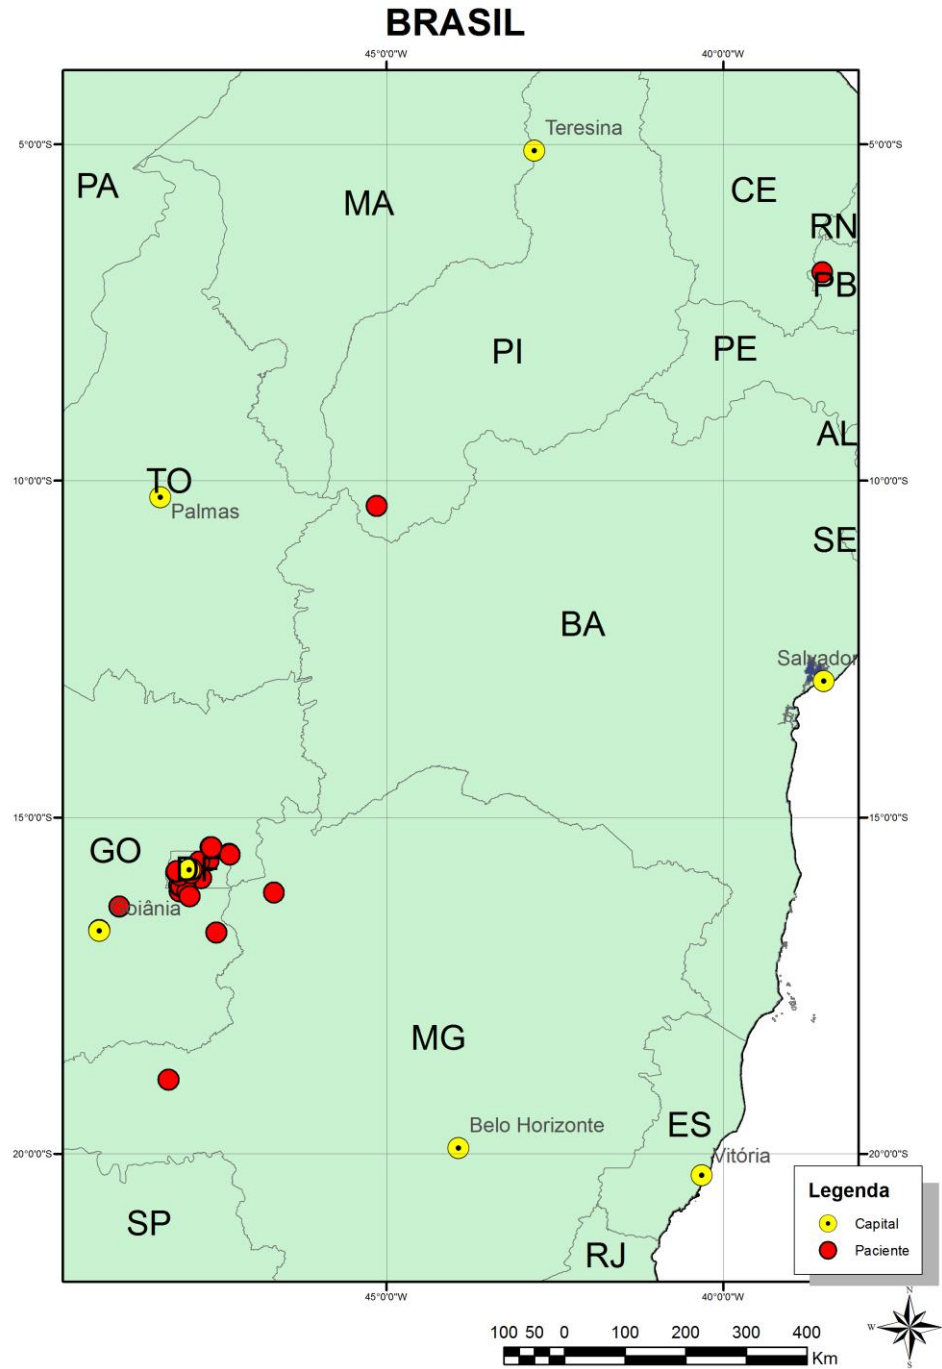 BRASIL
45°0'0"W 40°0'0"W
Teresina
5°0'0"S 5°0'0"S
PA
MA
CE
RN
PB
PI
PE
AL
TO
10°0'0"S 10°0'0"S
Palmas
SE
BA
Salvador
15°0'0"S 15°0'0"S
GO
oiânia
MG
Belo Horizonte
ES
Vitória
20°0'0"S 20°0'0"S
SP
RJ
Legenda
Capital
Paciente
45°0'0"W 40°0'0"W
N
W
S
100 50 0 100 200 300 400
Km